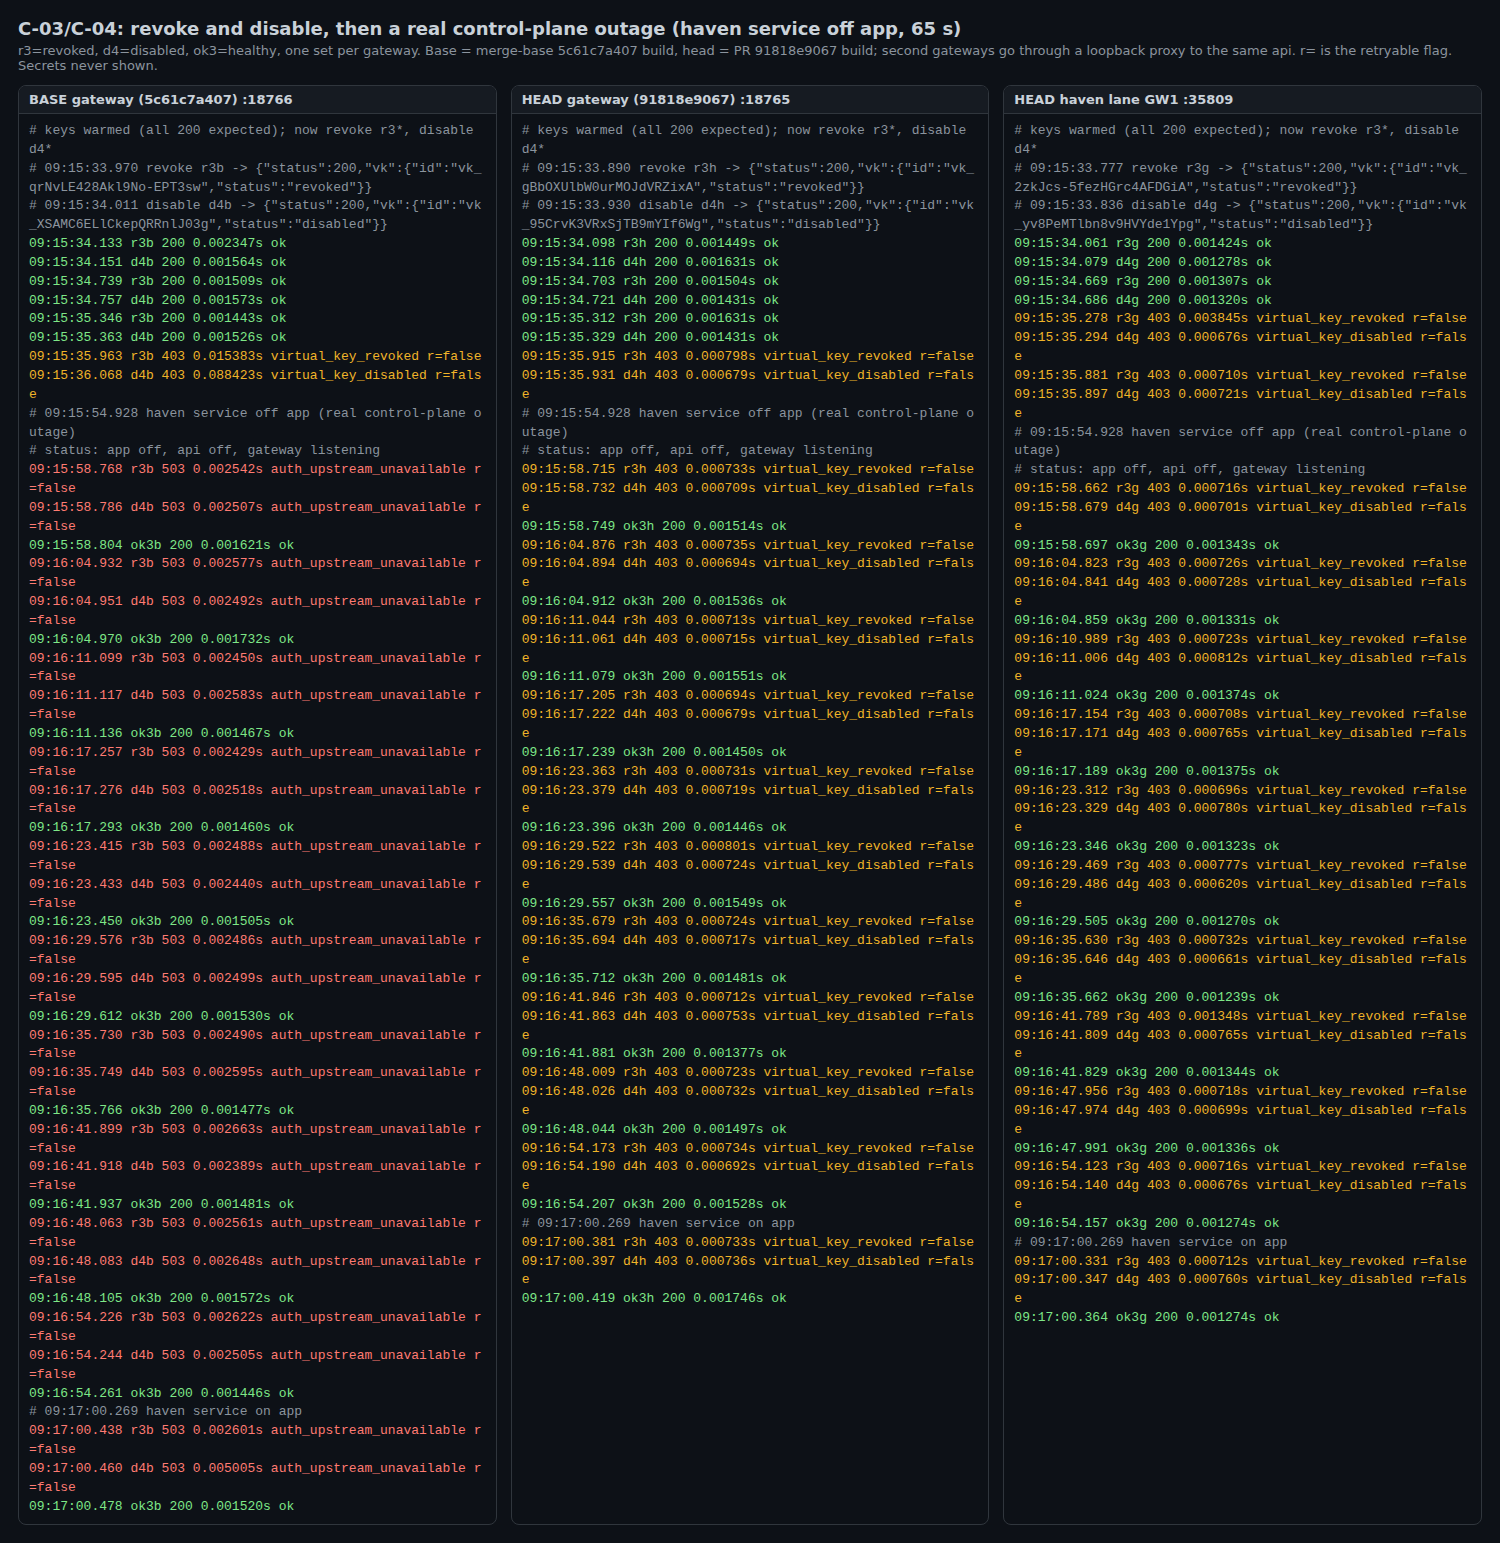 C-03/C-04: revoke and disable, then a real control-plane outage (haven service off app, 65 s)
r3=revoked, d4=disabled, ok3=healthy, one set per gateway. Base = merge-base 5c61c7a407 build, head = PR 91818e9067 build; second gateways go through a loopback proxy to the same api. r= is the retryable flag.
Secrets never shown.
BASE gateway (5c61c7a407) :18766
# keys warmed (all 200 expected); now revoke r3*, disable
d4*
# 09:15:33.970 revoke r3b -> {"status":200,"vk":{"id":"vk_
qrNvLE428Akl9No-EPT3sw","status":"revoked"}}
# 09:15:34.011 disable d4b -> {"status":200,"vk":{"id":"vk
_XSAMC6ELlCkepQRRnlJ03g","status":"disabled"}}
09:15:34.133 r3b 200 0.002347s ok
09:15:34.151 d4b 200 0.001564s ok
09:15:34.739 r3b 200 0.001509s ok
09:15:34.757 d4b 200 0.001573s ok
09:15:35.346 r3b 200 0.001443s ok
09:15:35.363 d4b 200 0.001526s ok
09:15:35.963 r3b 403 0.015383s virtual_key_revoked r=false
09:15:36.068 d4b 403 0.088423s virtual_key_disabled r=fals
e
# 09:15:54.928 haven service off app (real control-plane o
utage)
# status: app off, api off, gateway listening
09:15:58.768 r3b 503 0.002542s auth_upstream_unavailable r
=false
09:15:58.786 d4b 503 0.002507s auth_upstream_unavailable r
=false
09:15:58.804 ok3b 200 0.001621s ok
09:16:04.932 r3b 503 0.002577s auth_upstream_unavailable r
=false
09:16:04.951 d4b 503 0.002492s auth_upstream_unavailable r
=false
09:16:04.970 ok3b 200 0.001732s ok
09:16:11.099 r3b 503 0.002450s auth_upstream_unavailable r
=false
09:16:11.117 d4b 503 0.002583s auth_upstream_unavailable r
=false
09:16:11.136 ok3b 200 0.001467s ok
09:16:17.257 r3b 503 0.002429s auth_upstream_unavailable r
=false
09:16:17.276 d4b 503 0.002518s auth_upstream_unavailable r
=false
09:16:17.293 ok3b 200 0.001460s ok
09:16:23.415 r3b 503 0.002488s auth_upstream_unavailable r
=false
09:16:23.433 d4b 503 0.002440s auth_upstream_unavailable r
=false
09:16:23.450 ok3b 200 0.001505s ok
09:16:29.576 r3b 503 0.002486s auth_upstream_unavailable r
=false
09:16:29.595 d4b 503 0.002499s auth_upstream_unavailable r
=false
09:16:29.612 ok3b 200 0.001530s ok
09:16:35.730 r3b 503 0.002490s auth_upstream_unavailable r
=false
09:16:35.749 d4b 503 0.002595s auth_upstream_unavailable r
=false
09:16:35.766 ok3b 200 0.001477s ok
09:16:41.899 r3b 503 0.002663s auth_upstream_unavailable r
=false
09:16:41.918 d4b 503 0.002389s auth_upstream_unavailable r
=false
09:16:41.937 ok3b 200 0.001481s ok
09:16:48.063 r3b 503 0.002561s auth_upstream_unavailable r
=false
09:16:48.083 d4b 503 0.002648s auth_upstream_unavailable r
=false
09:16:48.105 ok3b 200 0.001572s ok
09:16:54.226 r3b 503 0.002622s auth_upstream_unavailable r
=false
09:16:54.244 d4b 503 0.002505s auth_upstream_unavailable r
=false
09:16:54.261 ok3b 200 0.001446s ok
# 09:17:00.269 haven service on app
09:17:00.438 r3b 503 0.002601s auth_upstream_unavailable r
=false
09:17:00.460 d4b 503 0.005005s auth_upstream_unavailable r
=false
09:17:00.478 ok3b 200 0.001520s ok
HEAD gateway (91818e9067) :18765
# keys warmed (all 200 expected); now revoke r3*, disable
d4*
# 09:15:33.890 revoke r3h -> {"status":200,"vk":{"id":"vk_
gBbOXUlbW0urMOJdVRZixA","status":"revoked"}}
# 09:15:33.930 disable d4h -> {"status":200,"vk":{"id":"vk
_95CrvK3VRxSjTB9mYIf6Wg","status":"disabled"}}
09:15:34.098 r3h 200 0.001449s ok
09:15:34.116 d4h 200 0.001631s ok
09:15:34.703 r3h 200 0.001504s ok
09:15:34.721 d4h 200 0.001431s ok
09:15:35.312 r3h 200 0.001631s ok
09:15:35.329 d4h 200 0.001431s ok
09:15:35.915 r3h 403 0.000798s virtual_key_revoked r=false
09:15:35.931 d4h 403 0.000679s virtual_key_disabled r=fals
e
# 09:15:54.928 haven service off app (real control-plane o
utage)
# status: app off, api off, gateway listening
09:15:58.715 r3h 403 0.000733s virtual_key_revoked r=false
09:15:58.732 d4h 403 0.000709s virtual_key_disabled r=fals
e
09:15:58.749 ok3h 200 0.001514s ok
09:16:04.876 r3h 403 0.000735s virtual_key_revoked r=false
09:16:04.894 d4h 403 0.000694s virtual_key_disabled r=fals
e
09:16:04.912 ok3h 200 0.001536s ok
09:16:11.044 r3h 403 0.000713s virtual_key_revoked r=false
09:16:11.061 d4h 403 0.000715s virtual_key_disabled r=fals
e
09:16:11.079 ok3h 200 0.001551s ok
09:16:17.205 r3h 403 0.000694s virtual_key_revoked r=false
09:16:17.222 d4h 403 0.000679s virtual_key_disabled r=fals
e
09:16:17.239 ok3h 200 0.001450s ok
09:16:23.363 r3h 403 0.000731s virtual_key_revoked r=false
09:16:23.379 d4h 403 0.000719s virtual_key_disabled r=fals
e
09:16:23.396 ok3h 200 0.001446s ok
09:16:29.522 r3h 403 0.000801s virtual_key_revoked r=false
09:16:29.539 d4h 403 0.000724s virtual_key_disabled r=fals
e
09:16:29.557 ok3h 200 0.001549s ok
09:16:35.679 r3h 403 0.000724s virtual_key_revoked r=false
09:16:35.694 d4h 403 0.000717s virtual_key_disabled r=fals
e
09:16:35.712 ok3h 200 0.001481s ok
09:16:41.846 r3h 403 0.000712s virtual_key_revoked r=false
09:16:41.863 d4h 403 0.000753s virtual_key_disabled r=fals
e
09:16:41.881 ok3h 200 0.001377s ok
09:16:48.009 r3h 403 0.000723s virtual_key_revoked r=false
09:16:48.026 d4h 403 0.000732s virtual_key_disabled r=fals
e
09:16:48.044 ok3h 200 0.001497s ok
09:16:54.173 r3h 403 0.000734s virtual_key_revoked r=false
09:16:54.190 d4h 403 0.000692s virtual_key_disabled r=fals
e
09:16:54.207 ok3h 200 0.001528s ok
# 09:17:00.269 haven service on app
09:17:00.381 r3h 403 0.000733s virtual_key_revoked r=false
09:17:00.397 d4h 403 0.000736s virtual_key_disabled r=fals
e
09:17:00.419 ok3h 200 0.001746s ok
HEAD haven lane GW1 :35809
# keys warmed (all 200 expected); now revoke r3*, disable
d4*
# 09:15:33.777 revoke r3g -> {"status":200,"vk":{"id":"vk_
2zkJcs-5fezHGrc4AFDGiA","status":"revoked"}}
# 09:15:33.836 disable d4g -> {"status":200,"vk":{"id":"vk
_yv8PeMTlbn8v9HVYde1Ypg","status":"disabled"}}
09:15:34.061 r3g 200 0.001424s ok
09:15:34.079 d4g 200 0.001278s ok
09:15:34.669 r3g 200 0.001307s ok
09:15:34.686 d4g 200 0.001320s ok
09:15:35.278 r3g 403 0.003845s virtual_key_revoked r=false
09:15:35.294 d4g 403 0.000676s virtual_key_disabled r=fals
e
09:15:35.881 r3g 403 0.000710s virtual_key_revoked r=false
09:15:35.897 d4g 403 0.000721s virtual_key_disabled r=fals
e
# 09:15:54.928 haven service off app (real control-plane o
utage)
# status: app off, api off, gateway listening
09:15:58.662 r3g 403 0.000716s virtual_key_revoked r=false
09:15:58.679 d4g 403 0.000701s virtual_key_disabled r=fals
e
09:15:58.697 ok3g 200 0.001343s ok
09:16:04.823 r3g 403 0.000726s virtual_key_revoked r=false
09:16:04.841 d4g 403 0.000728s virtual_key_disabled r=fals
e
09:16:04.859 ok3g 200 0.001331s ok
09:16:10.989 r3g 403 0.000723s virtual_key_revoked r=false
09:16:11.006 d4g 403 0.000812s virtual_key_disabled r=fals
e
09:16:11.024 ok3g 200 0.001374s ok
09:16:17.154 r3g 403 0.000708s virtual_key_revoked r=false
09:16:17.171 d4g 403 0.000765s virtual_key_disabled r=fals
e
09:16:17.189 ok3g 200 0.001375s ok
09:16:23.312 r3g 403 0.000696s virtual_key_revoked r=false
09:16:23.329 d4g 403 0.000780s virtual_key_disabled r=fals
e
09:16:23.346 ok3g 200 0.001323s ok
09:16:29.469 r3g 403 0.000777s virtual_key_revoked r=false
09:16:29.486 d4g 403 0.000620s virtual_key_disabled r=fals
e
09:16:29.505 ok3g 200 0.001270s ok
09:16:35.630 r3g 403 0.000732s virtual_key_revoked r=false
09:16:35.646 d4g 403 0.000661s virtual_key_disabled r=fals
e
09:16:35.662 ok3g 200 0.001239s ok
09:16:41.789 r3g 403 0.001348s virtual_key_revoked r=false
09:16:41.809 d4g 403 0.000765s virtual_key_disabled r=fals
e
09:16:41.829 ok3g 200 0.001344s ok
09:16:47.956 r3g 403 0.000718s virtual_key_revoked r=false
09:16:47.974 d4g 403 0.000699s virtual_key_disabled r=fals
e
09:16:47.991 ok3g 200 0.001336s ok
09:16:54.123 r3g 403 0.000716s virtual_key_revoked r=false
09:16:54.140 d4g 403 0.000676s virtual_key_disabled r=fals
e
09:16:54.157 ok3g 200 0.001274s ok
# 09:17:00.269 haven service on app
09:17:00.331 r3g 403 0.000712s virtual_key_revoked r=false
09:17:00.347 d4g 403 0.000760s virtual_key_disabled r=fals
e
09:17:00.364 ok3g 200 0.001274s ok